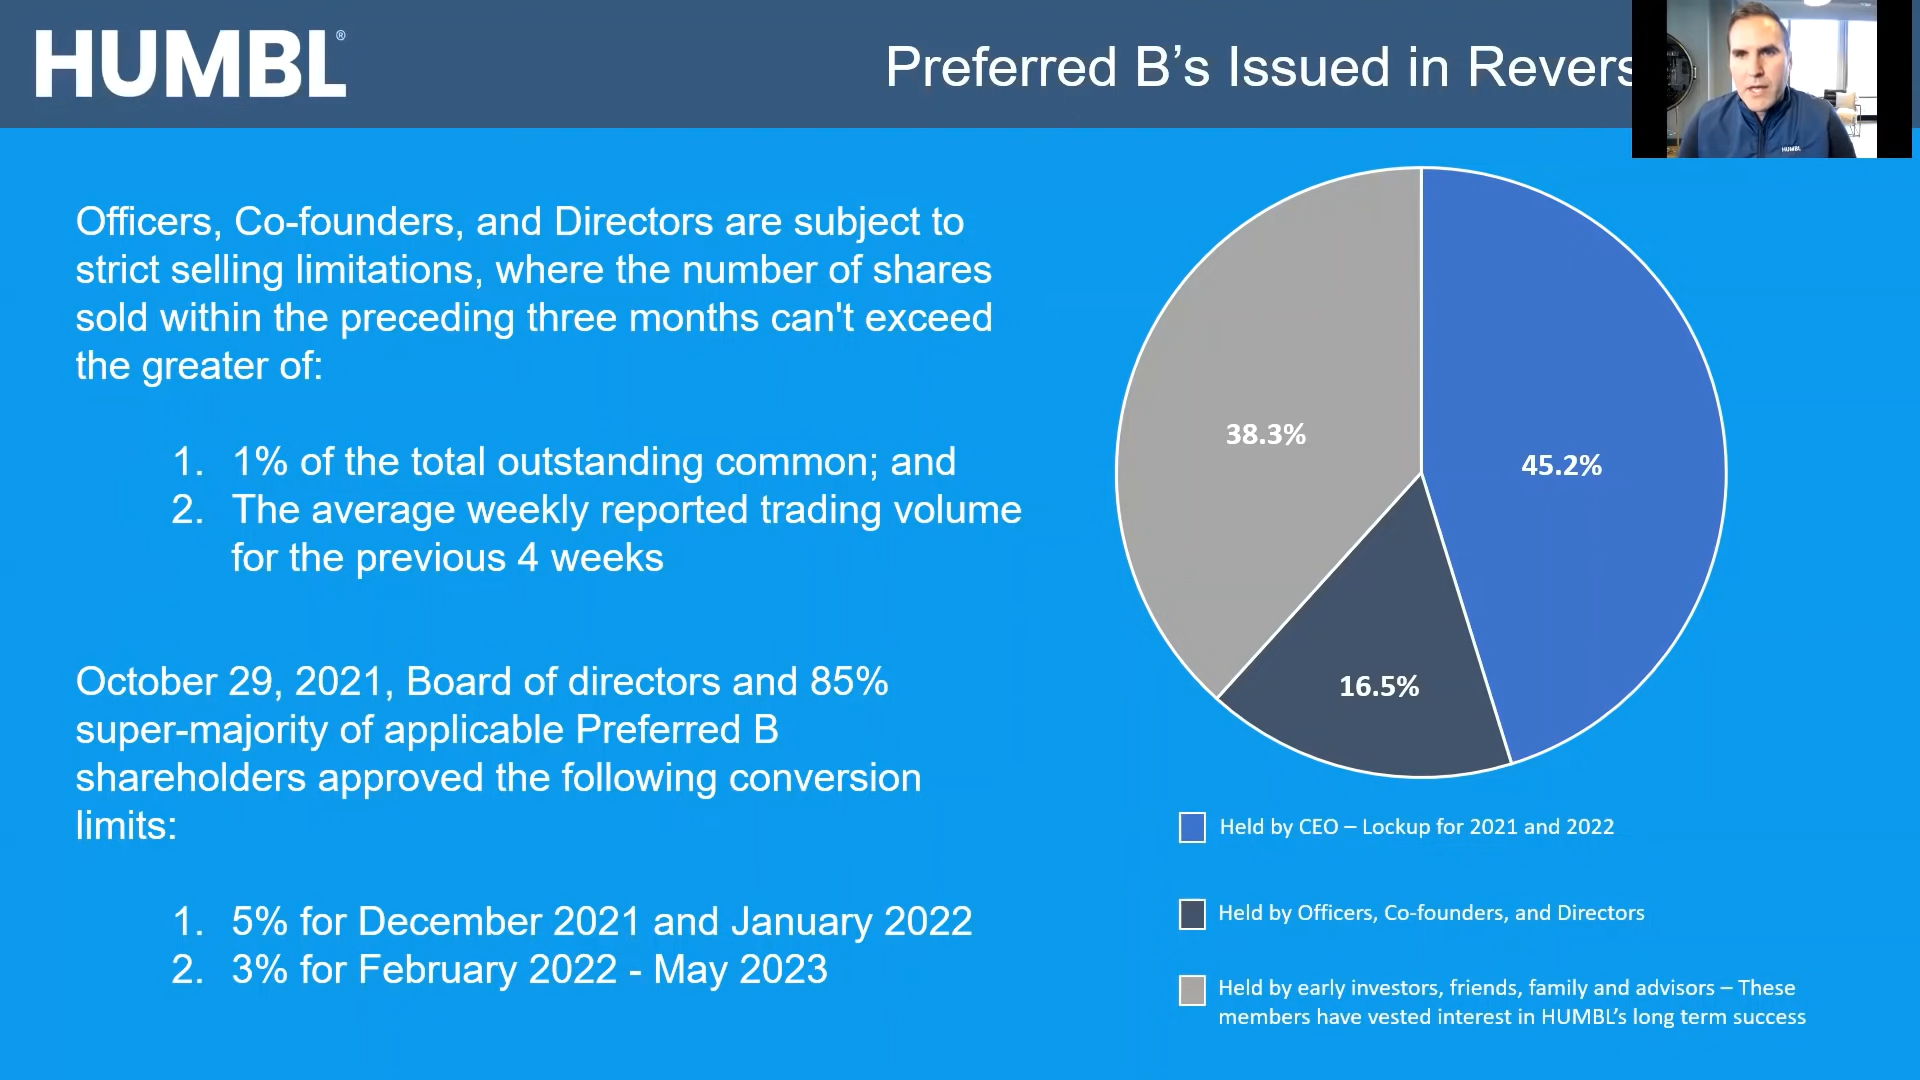 HUMBL®
Preferred B’s Issued in Revers
HUMBL
Officers, Co-founders, and Directors are subject to
strict selling limitations, where the number of shares
sold within the preceding three months can't exceed
the greater of:
1. 1% of the total outstanding common; and
2. The average weekly reported trading volume
for the previous 4 weeks
October 29, 2021, Board of directors and 85%
super-majority of applicable Preferred B
shareholders approved the following conversion
limits:
1. 5% for December 2021 and January 2022
2. 3% for February 2022 - May 2023
38.3%
45.2%
16.5%
Held by CEO – Lockup for 2021 and 2022
Held by Officers, Co-founders, and Directors
Held by early investors, friends, family and advisors – These
members have vested interest in HUMBL’s long term success